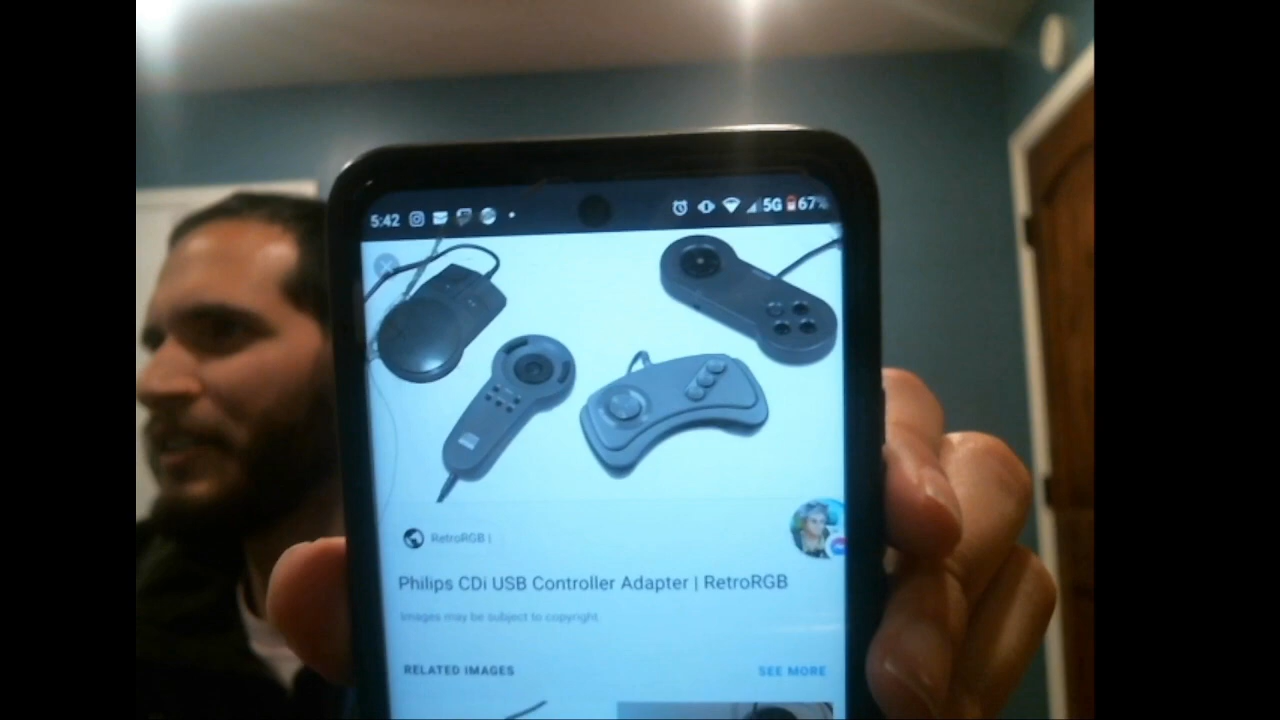 5:42 5G 67%
RetroRGB |
Philips CDi USB Controller Adapter | RetroRGB
Images may be subject to copyright.
RELATED IMAGES SEE MORE